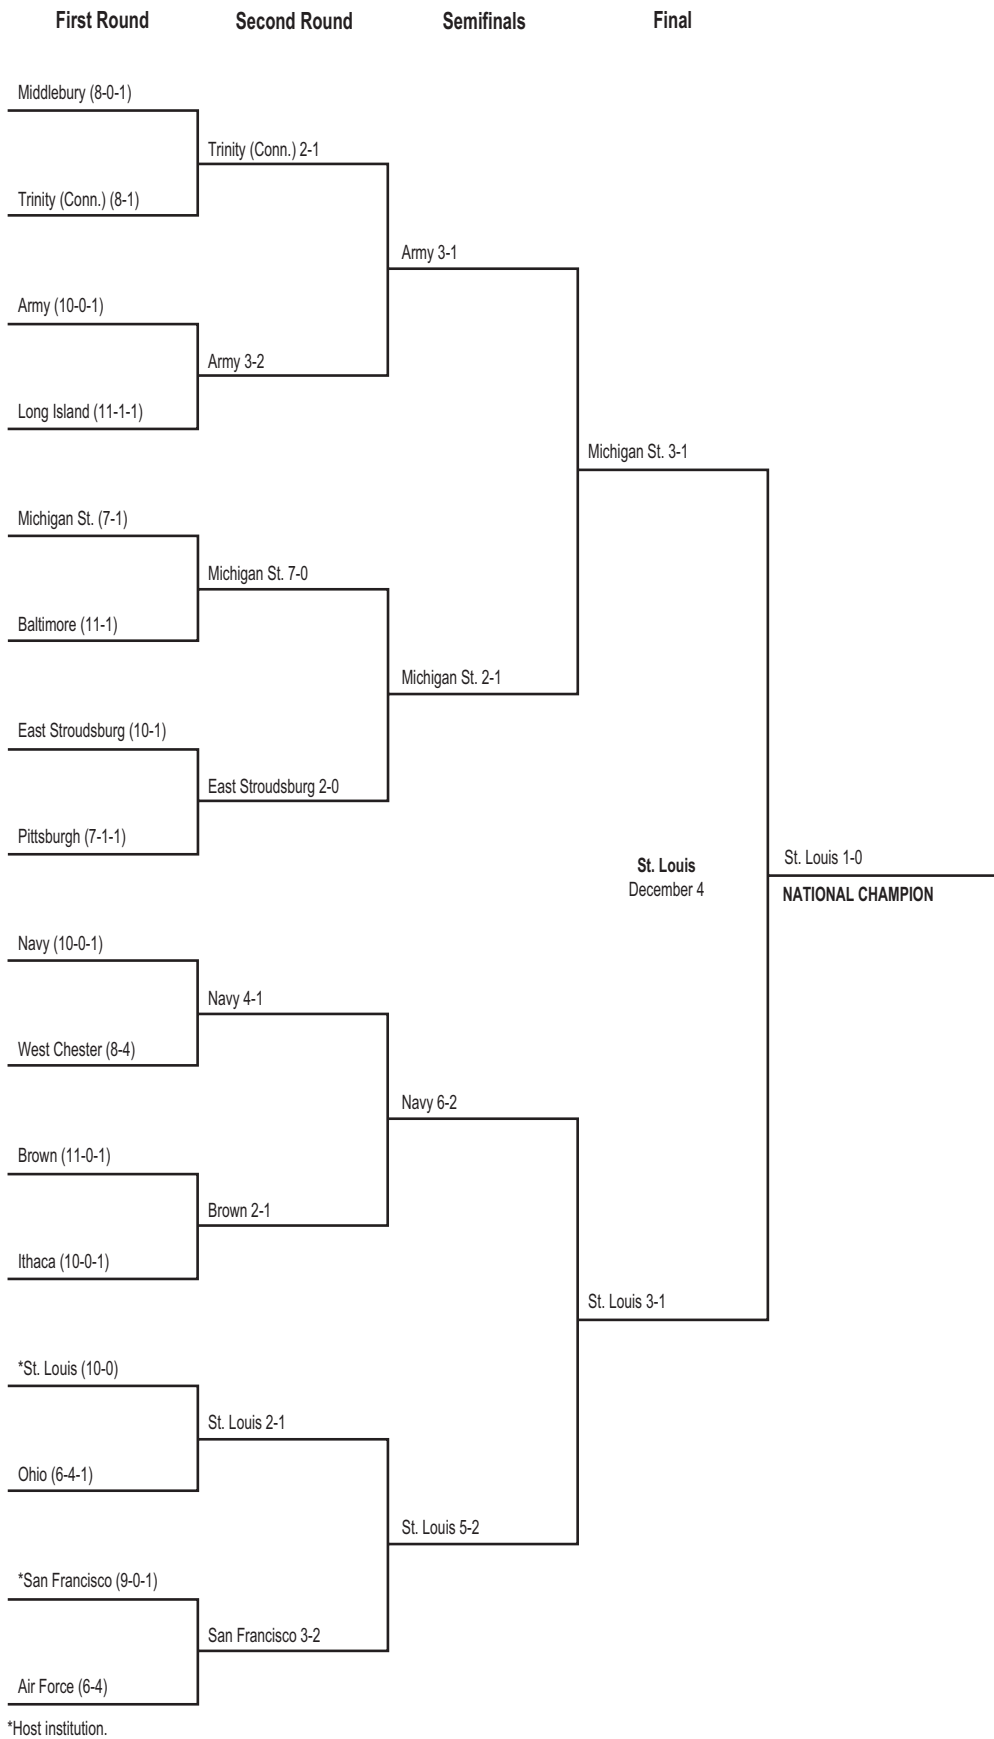 First Round Second Round Semifinals Final
Middlebury (8-0-1)
Trinity (Conn.) 2-1
Trinity (Conn.) (8-1)
Army 3-1
Army (10-0-1)
Army 3-2
Long Island (11-1-1)
Michigan St. 3-1
Michigan St. (7-1)
Michigan St. 7-0
Baltimore (11-1)
Michigan St. 2-1
East Stroudsburg (10-1)
East Stroudsburg 2-0
Pittsburgh (7-1-1)
St. Louis
December 4
St. Louis 1-0
NATIONAL CHAMPION
Navy (10-0-1)
Navy 4-1
West Chester (8-4)
Navy 6-2
Brown (11-0-1)
Brown 2-1
Ithaca (10-0-1)
St. Louis 3-1
*St. Louis (10-0)
St. Louis 2-1
Ohio (6-4-1)
St. Louis 5-2
*San Francisco (9-0-1)
San Francisco 3-2
Air Force (6-4)
*Host institution.